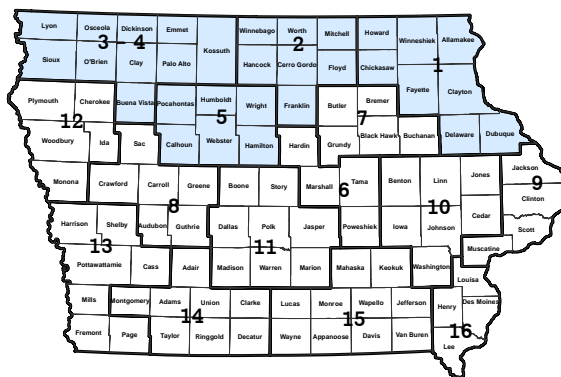 Lyon Osceola Dickinson Emmet Winnebago Worth Mitchell Howard Winneshiek Allamakee
3 4 2
Kossuth
Sioux O'Brien Clay Palo Alto Hancock Cerro Gordo Floyd Chickasaw 1
Fayette Clayton
Plymouth Cherokee Buena Vista Pocahontas Humboldt Wright Franklin Butler Bremer
12 5 7
Woodbury Ida Sac Calhoun Webster Hamilton Hardin Grundy Black Hawk Buchanan Delaware Dubuque
Monona Crawford Carroll Greene Boone Story Marshall Tama Benton Linn Jones Jackson
8 6 10 9
Clinton
Harrison Shelby Audubon Guthrie Dallas Polk Jasper Poweshiek Iowa Johnson Cedar Scott
13 11
Muscatine
Pottawattamie Cass Adair Madison Warren Marion Mahaska Keokuk Washington Louisa
Mills Montgomery Adams Union Clarke Lucas Monroe Wapello Jefferson Henry Des Moines
14 15 16
Fremont Page Taylor Ringgold Decatur Wayne Appanoose Davis Van Buren Lee